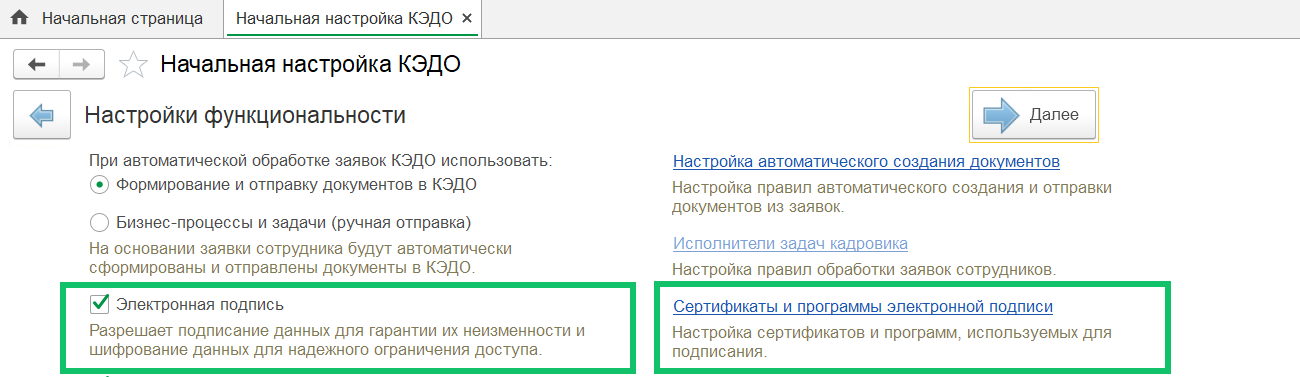 Начальная страница
Начальная настройка КЭДО ×
Начальная настройка КЭДО
Настройки функциональности
Далее
При автоматической обработке заявок КЭДО использовать:
Формирование и отправку документов в КЭДО
Бизнес-процессы и задачи (ручная отправка)
На основании заявки сотрудника будут автоматически
сформированы и отправлены документы в КЭДО.
Электронная подпись
Разрешает подписание данных для гарантии их неизменности и
шифрование данных для надежного ограничения доступа.
Настройка автоматического создания документов
Настройка правил автоматического создания и отправки
документов из заявок.
Исполнители задач кадровика
Настройка правил обработки заявок сотрудников.
Сертификаты и программы электронной подписи
Настройка сертификатов и программ, используемых для
подписания.